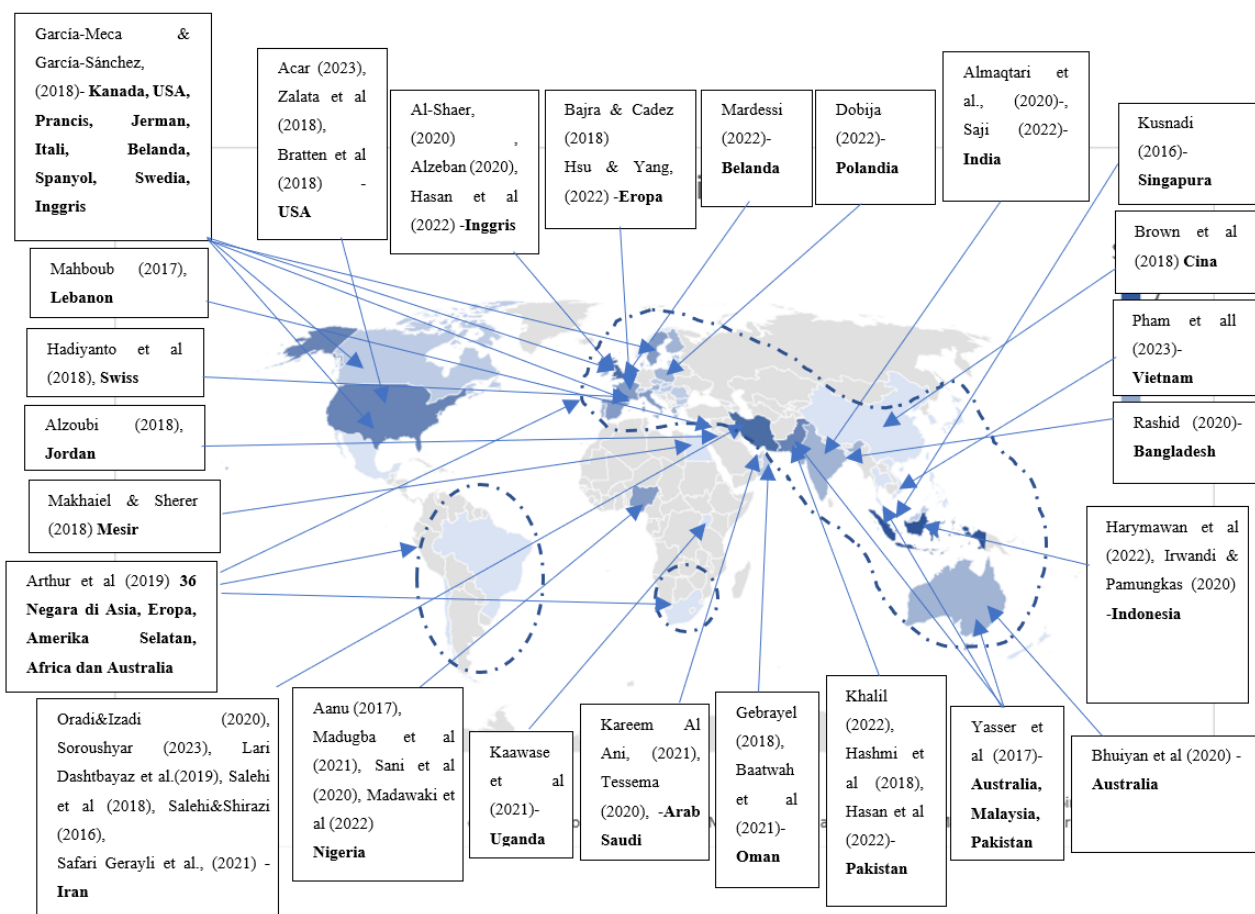 García-Meca &
García-Sánchez,
(2018)- Kanada, USA,
Prancis, Jerman,
Itali, Belanda,
Spanyol, Swedia,
Inggris
Acar (2023),
Zalata et al
(2018),
Bratten et al
(2018) -
USA
Al-Shaer,
(2020) ,
Alzeban (2020),
Hasan et al
(2022) -Inggris
Bajra & Cadez
(2018)
Hsu & Yang,
(2022) -Eropa
Mardessi
(2022)-
Belanda
Dobija
(2022)-
Polandia
Almaqtari et
al., (2020)-,
Saji (2022)-
India
Kusnadi
(2016)-
Singapura
Brown et al
(2018) Cina
Pham et all
(2023)-
Vietnam
Rashid (2020)-
Bangladesh
Harymawan et al
(2022), Irwandi &
Pamungkas (2020)
-Indonesia
Mahboub (2017),
Lebanon
Hadiyanto et al
(2018), Swiss
Alzoubi (2018),
Jordan
Makhaiel & Sherer
(2018) Mesir
Arthur et al (2019) 36
Negara di Asia, Eropa,
Amerika Selatan,
Africa dan Australia
Oradi&Izadi (2020),
Soroushyar (2023), Lari
Dashtbayaz et al.(2019), Salehi
et al (2018), Salehi&Shirazi
(2016),
Safari Gerayli et al., (2021) -
Iran
Aanu (2017),
Madugba et al
(2021), Sani et al
(2020), Madawaki et
al (2022)
Nigeria
Kaawase et
al (2021)-
Uganda
Kareem Al
Ani, (2021),
Tessema
(2020), -Arab
Saudi
Gebrayel
(2018),
Baatwah et
al (2021)-
Oman
Khalil
(2022),
Hashmi et
al (2018),
Hasan et al
(2022)-
Pakistan
Yasser et
al (2017)-
Australia,
Malaysia,
Pakistan
Bhuiyan et al (2020) -
Australia